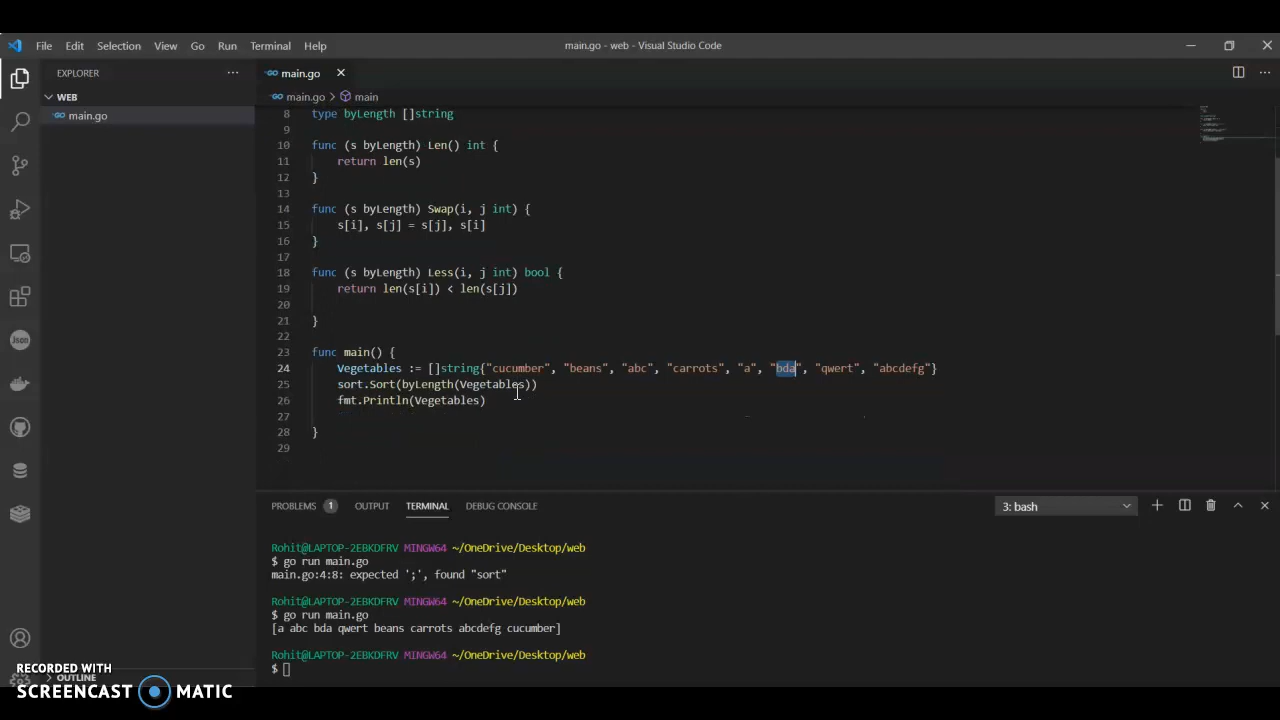 File Edit Selection View Go Run Terminal Help main.go - web - Visual Studio Code
EXPLORER ... main.go
WEB main.go > main
main.go
8 type byLength []string
9
10 func (s byLength) Len() int {
11 return len(s)
12 }
13
14 func (s byLength) Swap(i, j int) {
15 s[i], s[j] = s[j], s[i]
16 }
17
18 func (s byLength) Less(i, j int) bool {
19 return len(s[i]) < len(s[j])
20
21 }
22
23 func main() {
24 Vegetables := []string{"cucumber", "beans", "abc", "carrots", "a", "bda", "qwert", "abcdefg"}
25 sort.Sort(byLength(Vegetables))
26 fmt.Println(Vegetables)
27
28 }
29
PROBLEMS 1 OUTPUT TERMINAL DEBUG CONSOLE 3: bash
Rohit@LAPTOP-2EBKDFRV MINGW64 ~/OneDrive/Desktop/web
$ go run main.go
main.go:4:8: expected ';', found "sort"
Rohit@LAPTOP-2EBKDFRV MINGW64 ~/OneDrive/Desktop/web
$ go run main.go
[a abc bda qwert beans carrots abcdefg cucumber]
Rohit@LAPTOP-2EBKDFRV MINGW64 ~/OneDrive/Desktop/web
$
Json
OUTLINE
RECORDED WITH
SCREENCAST MATIC